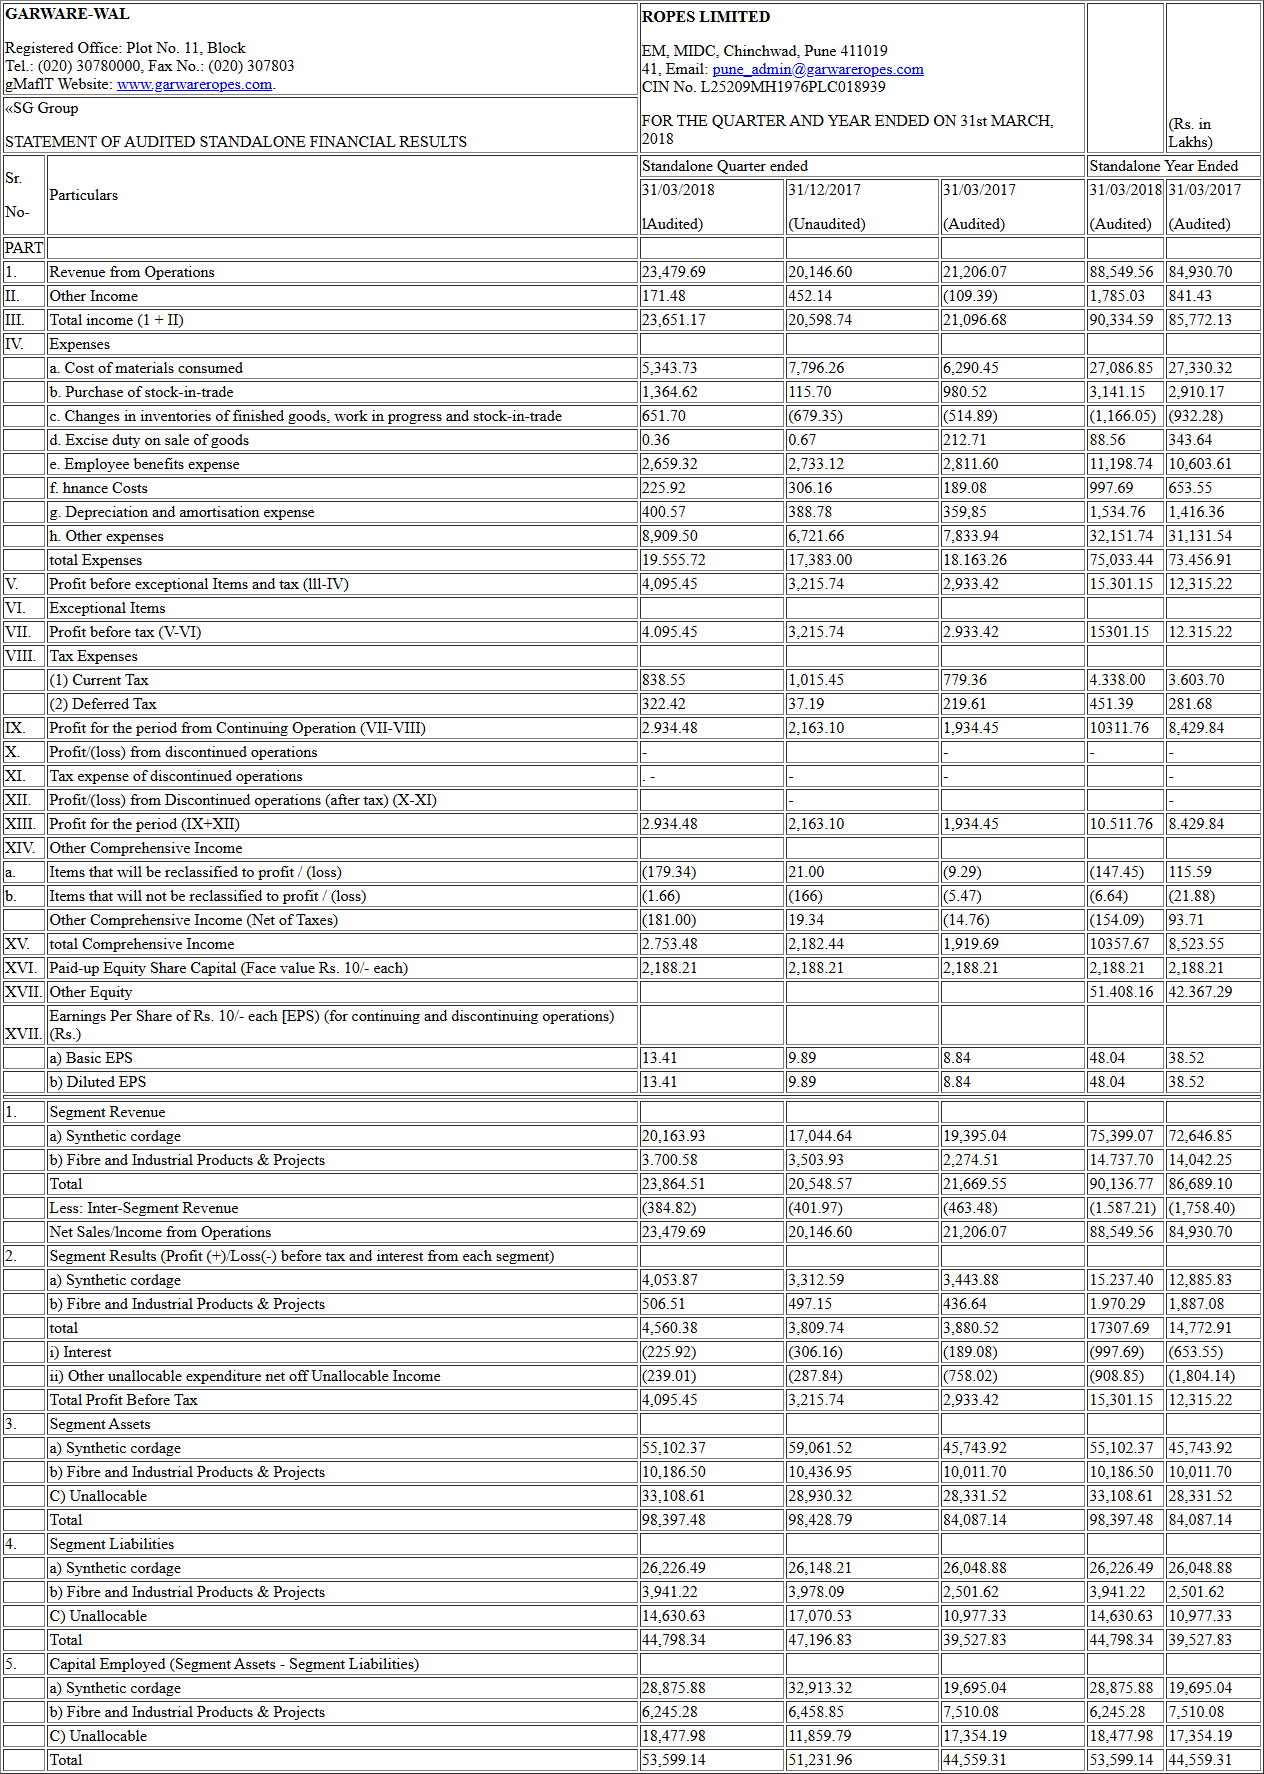 GARWARE-WAL
Registered Office: Plot No. 11, Block
Tel.: (020) 30780000, Fax No.: (020) 307803
gMafIT Website: www.garwareropes.com.
ROPES LIMITED
EM, MIDC, Chinchwad, Pune 411019
41, Email: pune_admin@garwareropes.com
CIN No. L25209MH1976PLC018939
«SG Group
STATEMENT OF AUDITED STANDALONE FINANCIAL RESULTS
FOR THE QUARTER AND YEAR ENDED ON 31st MARCH,
2018
(Rs. in
Lakhs)
Sr.
No-
Particulars
Standalone Quarter ended
Standalone Year Ended
31/03/2018 31/12/2017 31/03/2017 31/03/2018 31/03/2017
lAudited) (Unaudited) (Audited) (Audited) (Audited)
PART
1. Revenue from Operations 23,479.69 20,146.60 21,206.07 88,549.56 84,930.70
II. Other Income 171.48 452.14 (109.39) 1,785.03 841.43
III. Total income (1 + II) 23,651.17 20,598.74 21,096.68 90,334.59 85,772.13
IV. Expenses
a. Cost of materials consumed 5,343.73 7,796.26 6,290.45 27,086.85 27,330.32
b. Purchase of stock-in-trade 1,364.62 115.70 980.52 3,141.15 2,910.17
c. Changes in inventories of finished goods, work in progress and stock-in-trade 651.70 (679.35) (514.89) (1,166.05) (932.28)
d. Excise duty on sale of goods 0.36 0.67 212.71 88.56 343.64
e. Employee benefits expense 2,659.32 2,733.12 2,811.60 11,198.74 10,603.61
f. hnance Costs 225.92 306.16 189.08 997.69 653.55
g. Depreciation and amortisation expense 400.57 388.78 359,85 1,534.76 1,416.36
h. Other expenses 8,909.50 6,721.66 7,833.94 32,151.74 31,131.54
total Expenses 19.555.72 17,383.00 18.163.26 75,033.44 73.456.91
V. Profit before exceptional Items and tax (lll-IV) 4,095.45 3,215.74 2,933.42 15.301.15 12,315.22
VI. Exceptional Items
VII. Profit before tax (V-VI) 4.095.45 3,215.74 2.933.42 15301.15 12.315.22
VIII. Tax Expenses
(1) Current Tax 838.55 1,015.45 779.36 4.338.00 3.603.70
(2) Deferred Tax 322.42 37.19 219.61 451.39 281.68
IX. Profit for the period from Continuing Operation (VII-VIII) 2.934.48 2,163.10 1,934.45 10311.76 8,429.84
X. Profit/(loss) from discontinued operations - - - -
XI. Tax expense of discontinued operations . - - - -
XII. Profit/(loss) from Discontinued operations (after tax) (X-XI) - -
XIII. Profit for the period (IX+XII) 2.934.48 2,163.10 1,934.45 10.511.76 8.429.84
XIV. Other Comprehensive Income
a. Items that will be reclassified to profit / (loss) (179.34) 21.00 (9.29) (147.45) 115.59
b. Items that will not be reclassified to profit / (loss) (1.66) (166) (5.47) (6.64) (21.88)
Other Comprehensive Income (Net of Taxes) (181.00) 19.34 (14.76) (154.09) 93.71
XV. total Comprehensive Income 2.753.48 2,182.44 1,919.69 10357.67 8,523.55
XVI. Paid-up Equity Share Capital (Face value Rs. 10/- each) 2,188.21 2,188.21 2,188.21 2,188.21 2,188.21
XVII. Other Equity 51.408.16 42.367.29
Earnings Per Share of Rs. 10/- each [EPS) (for continuing and discontinuing operations)
XVII. (Rs.)
a) Basic EPS 13.41 9.89 8.84 48.04 38.52
b) Diluted EPS 13.41 9.89 8.84 48.04 38.52
1. Segment Revenue
a) Synthetic cordage 20,163.93 17,044.64 19,395.04 75,399.07 72,646.85
b) Fibre and Industrial Products & Projects 3.700.58 3,503.93 2,274.51 14.737.70 14,042.25
Total 23,864.51 20,548.57 21,669.55 90,136.77 86,689.10
Less: Inter-Segment Revenue (384.82) (401.97) (463.48) (1.587.21) (1,758.40)
Net Sales/Income from Operations 23,479.69 20,146.60 21,206.07 88,549.56 84,930.70
2. Segment Results (Profit (+)/Loss(-) before tax and interest from each segment)
a) Synthetic cordage 4,053.87 3,312.59 3,443.88 15.237.40 12,885.83
b) Fibre and Industrial Products & Projects 506.51 497.15 436.64 1.970.29 1,887.08
total 4,560.38 3,809.74 3,880.52 17307.69 14,772.91
i) Interest (225.92) (306.16) (189.08) (997.69) (653.55)
ii) Other unallocable expenditure net off Unallocable Income (239.01) (287.84) (758.02) (908.85) (1,804.14)
Total Profit Before Tax 4,095.45 3,215.74 2,933.42 15,301.15 12,315.22
3. Segment Assets
a) Synthetic cordage 55,102.37 59,061.52 45,743.92 55,102.37 45,743.92
b) Fibre and Industrial Products & Projects 10,186.50 10,436.95 10,011.70 10,186.50 10,011.70
C) Unallocable 33,108.61 28,930.32 28,331.52 33,108.61 28,331.52
Total 98,397.48 98,428.79 84,087.14 98,397.48 84,087.14
4. Segment Liabilities
a) Synthetic cordage 26,226.49 26,148.21 26,048.88 26,226.49 26,048.88
b) Fibre and Industrial Products & Projects 3,941.22 3,978.09 2,501.62 3,941.22 2,501.62
C) Unallocable 14,630.63 17,070.53 10,977.33 14,630.63 10,977.33
Total 44,798.34 47,196.83 39,527.83 44,798.34 39,527.83
5. Capital Employed (Segment Assets - Segment Liabilities)
a) Synthetic cordage 28,875.88 32,913.32 19,695.04 28,875.88 19,695.04
b) Fibre and Industrial Products & Projects 6,245.28 6,458.85 7,510.08 6,245.28 7,510.08
C) Unallocable 18,477.98 11,859.79 17,354.19 18,477.98 17,354.19
Total 53,599.14 51,231.96 44,559.31 53,599.14 44,559.31